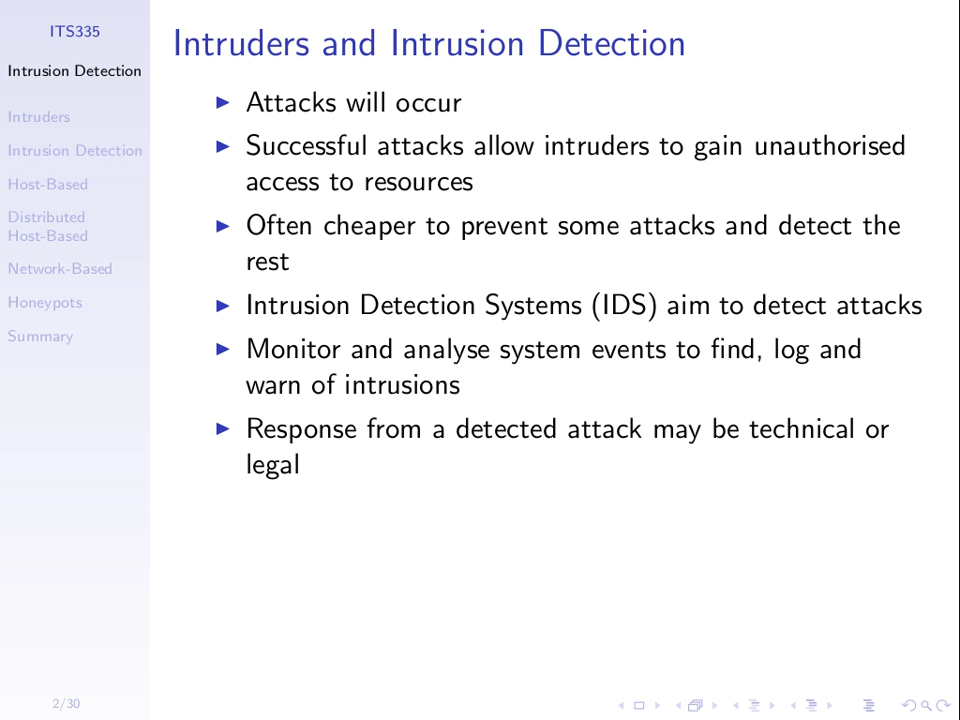 ITS335
Intrusion Detection
Intruders
Intrusion Detection
Host-Based
Distributed
Host-Based
Network-Based
Honeypots
Summary
2/30
Intruders and Intrusion Detection
Attacks will occur
Successful attacks allow intruders to gain unauthorised
access to resources
Often cheaper to prevent some attacks and detect the
rest
Intrusion Detection Systems (IDS) aim to detect attacks
Monitor and analyse system events to find, log and
warn of intrusions
Response from a detected attack may be technical or
legal